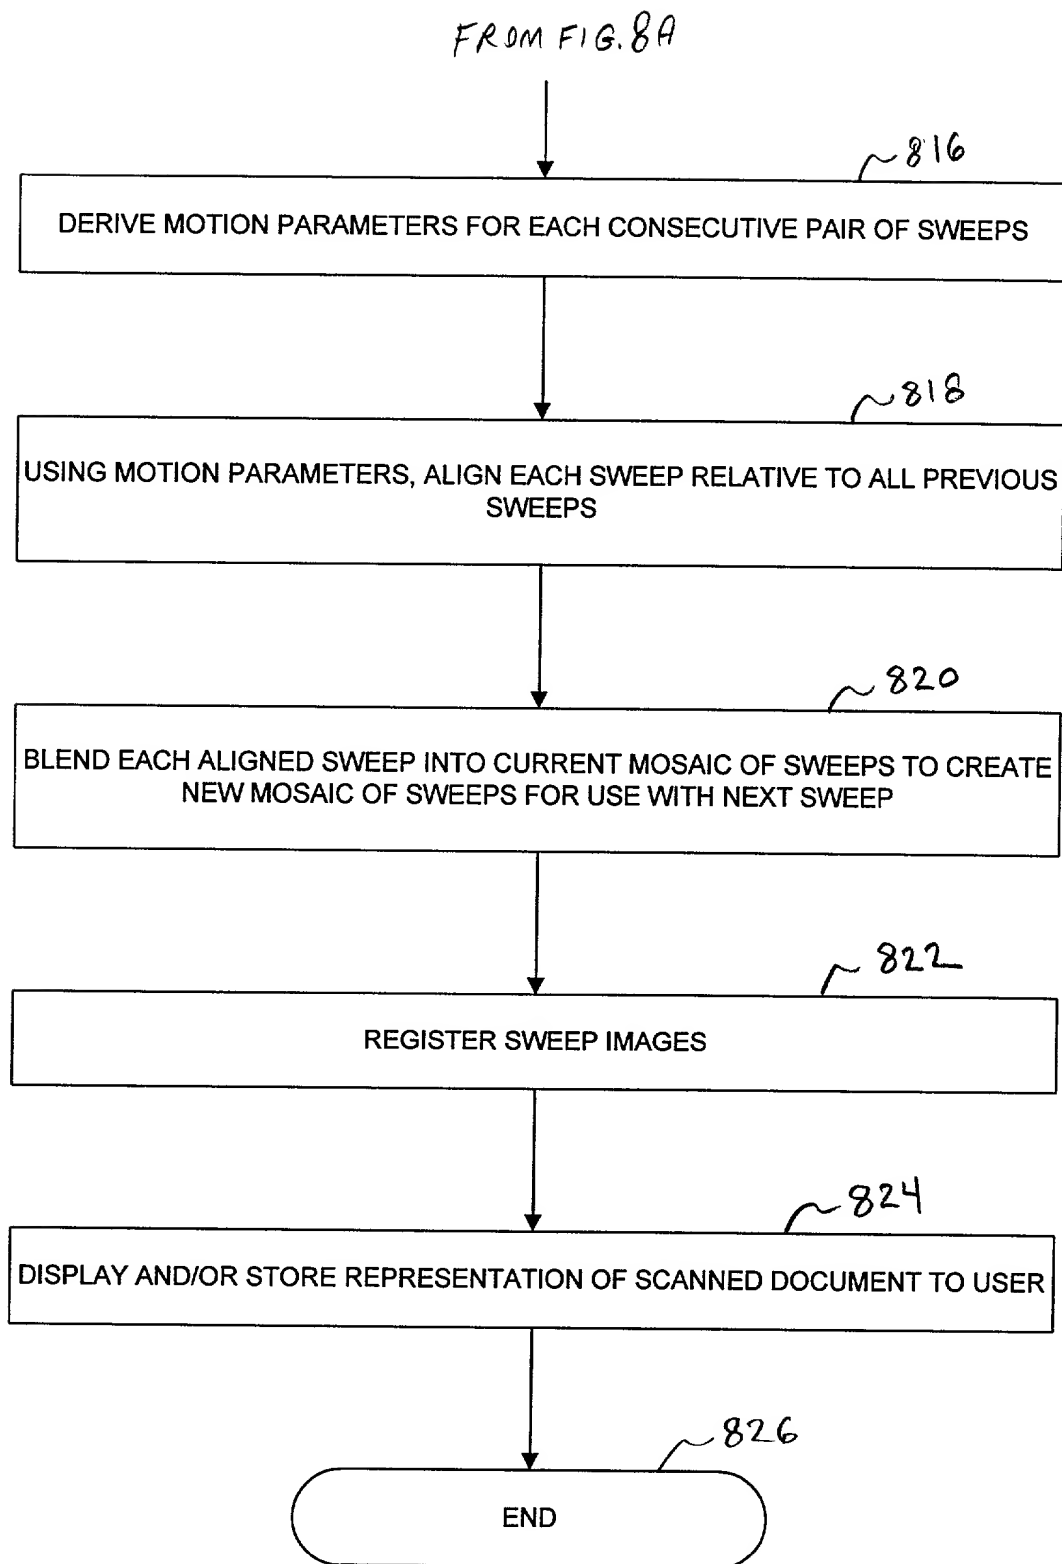 FROM FIG. 8A
816
DERIVE MOTION PARAMETERS FOR EACH CONSECUTIVE PAIR OF SWEEPS
818
USING MOTION PARAMETERS, ALIGN EACH SWEEP RELATIVE TO ALL PREVIOUS
SWEEPS
820
BLEND EACH ALIGNED SWEEP INTO CURRENT MOSAIC OF SWEEPS TO CREATE
NEW MOSAIC OF SWEEPS FOR USE WITH NEXT SWEEP
822
REGISTER SWEEP IMAGES
824
DISPLAY AND/OR STORE REPRESENTATION OF SCANNED DOCUMENT TO USER
826
END